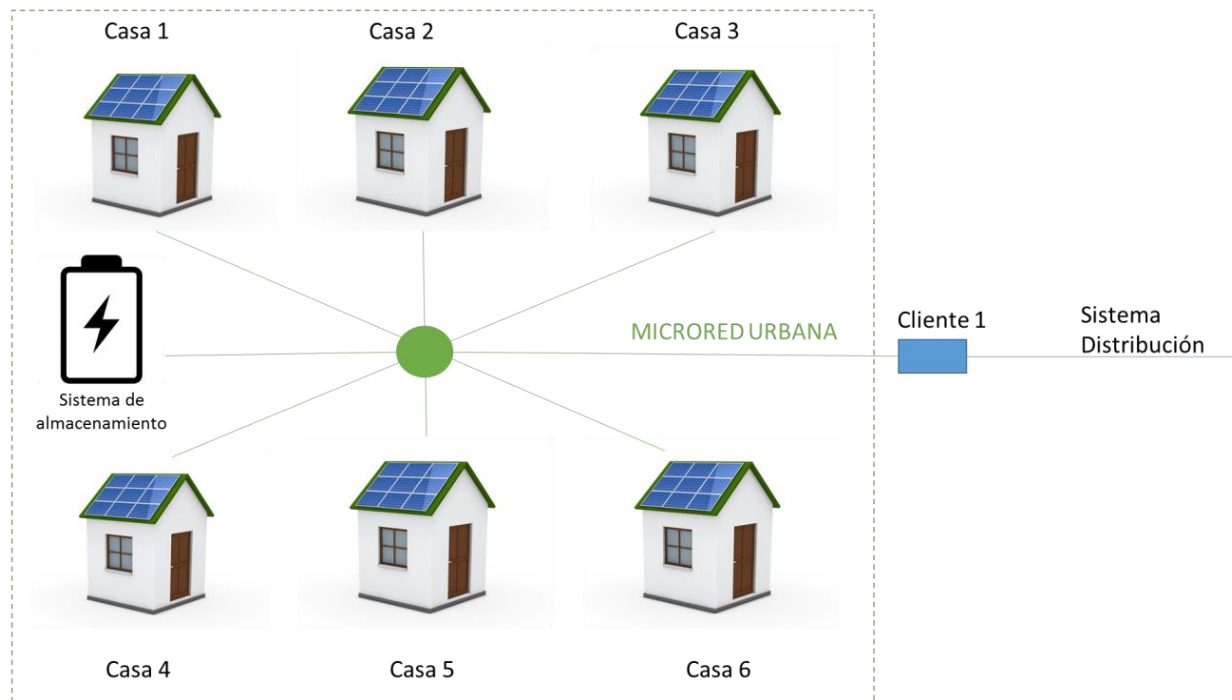 Casa 1
Casa 2
Casa 3
MICRORED URBANA
Cliente 1
Sistema
Distribución
Sistema de
almacenamiento
Casa 4
Casa 5
Casa 6